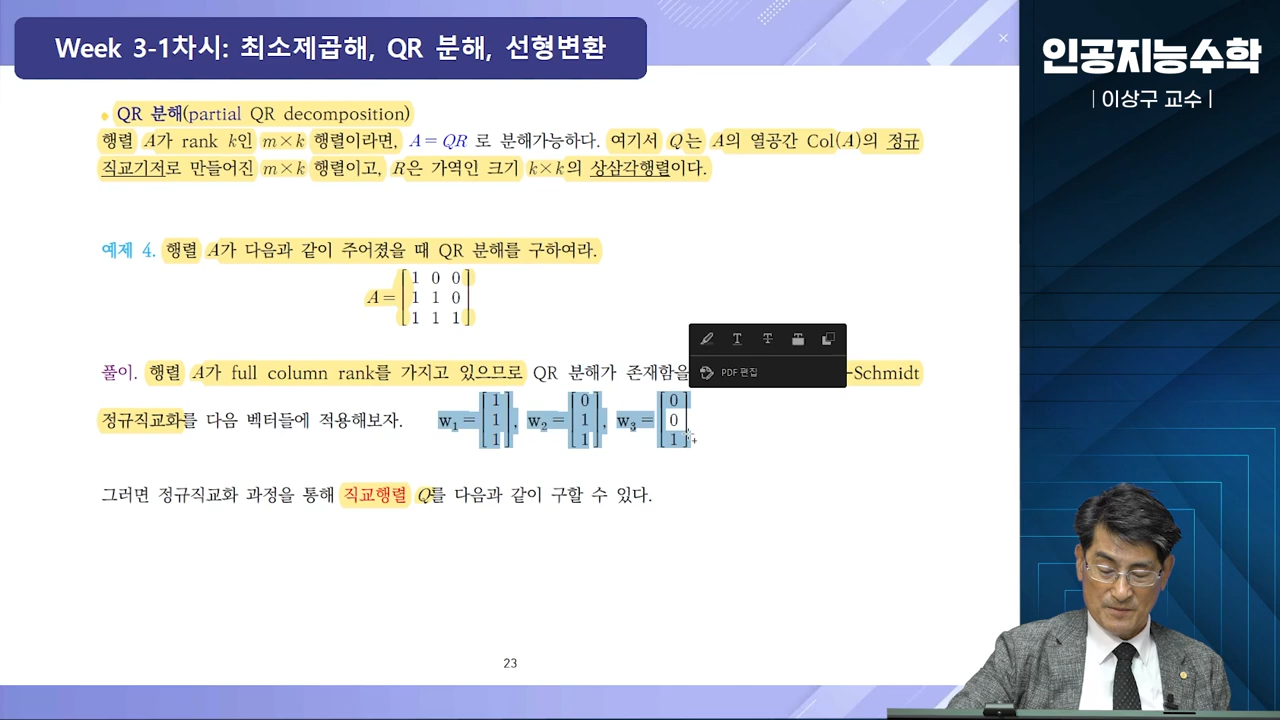 Week 3-1차시: 최소제곱해, QR 분해, 선형변환
인공지능수학
| 이상구 교수 |
• QR 분해(partial QR decomposition)
행렬 A가 rank k인 m×k 행렬이라면, A = QR 로 분해가능하다. 여기서 Q는 A의 열공간 Col(A)의 정규
직교기저로 만들어진 m×k 행렬이고, R은 가역인 크기 k×k의 상삼각행렬이다.
예제 4. 행렬 A가 다음과 같이 주어졌을 때 QR 분해를 구하여라.
A = [1 0 0
1 1 0
1 1 1]
풀이. 행렬 A가 full column rank를 가지고 있으므로 QR 분해가 존재함을 -Schmidt
PDF 편집
정규직교화를 다음 벡터들에 적용해보자. w₁ = [1 1 1], w₂ = [0 1 1], w₃ = [0 0 1]
그러면 정규직교화 과정을 통해 직교행렬 Q를 다음과 같이 구할 수 있다.
23